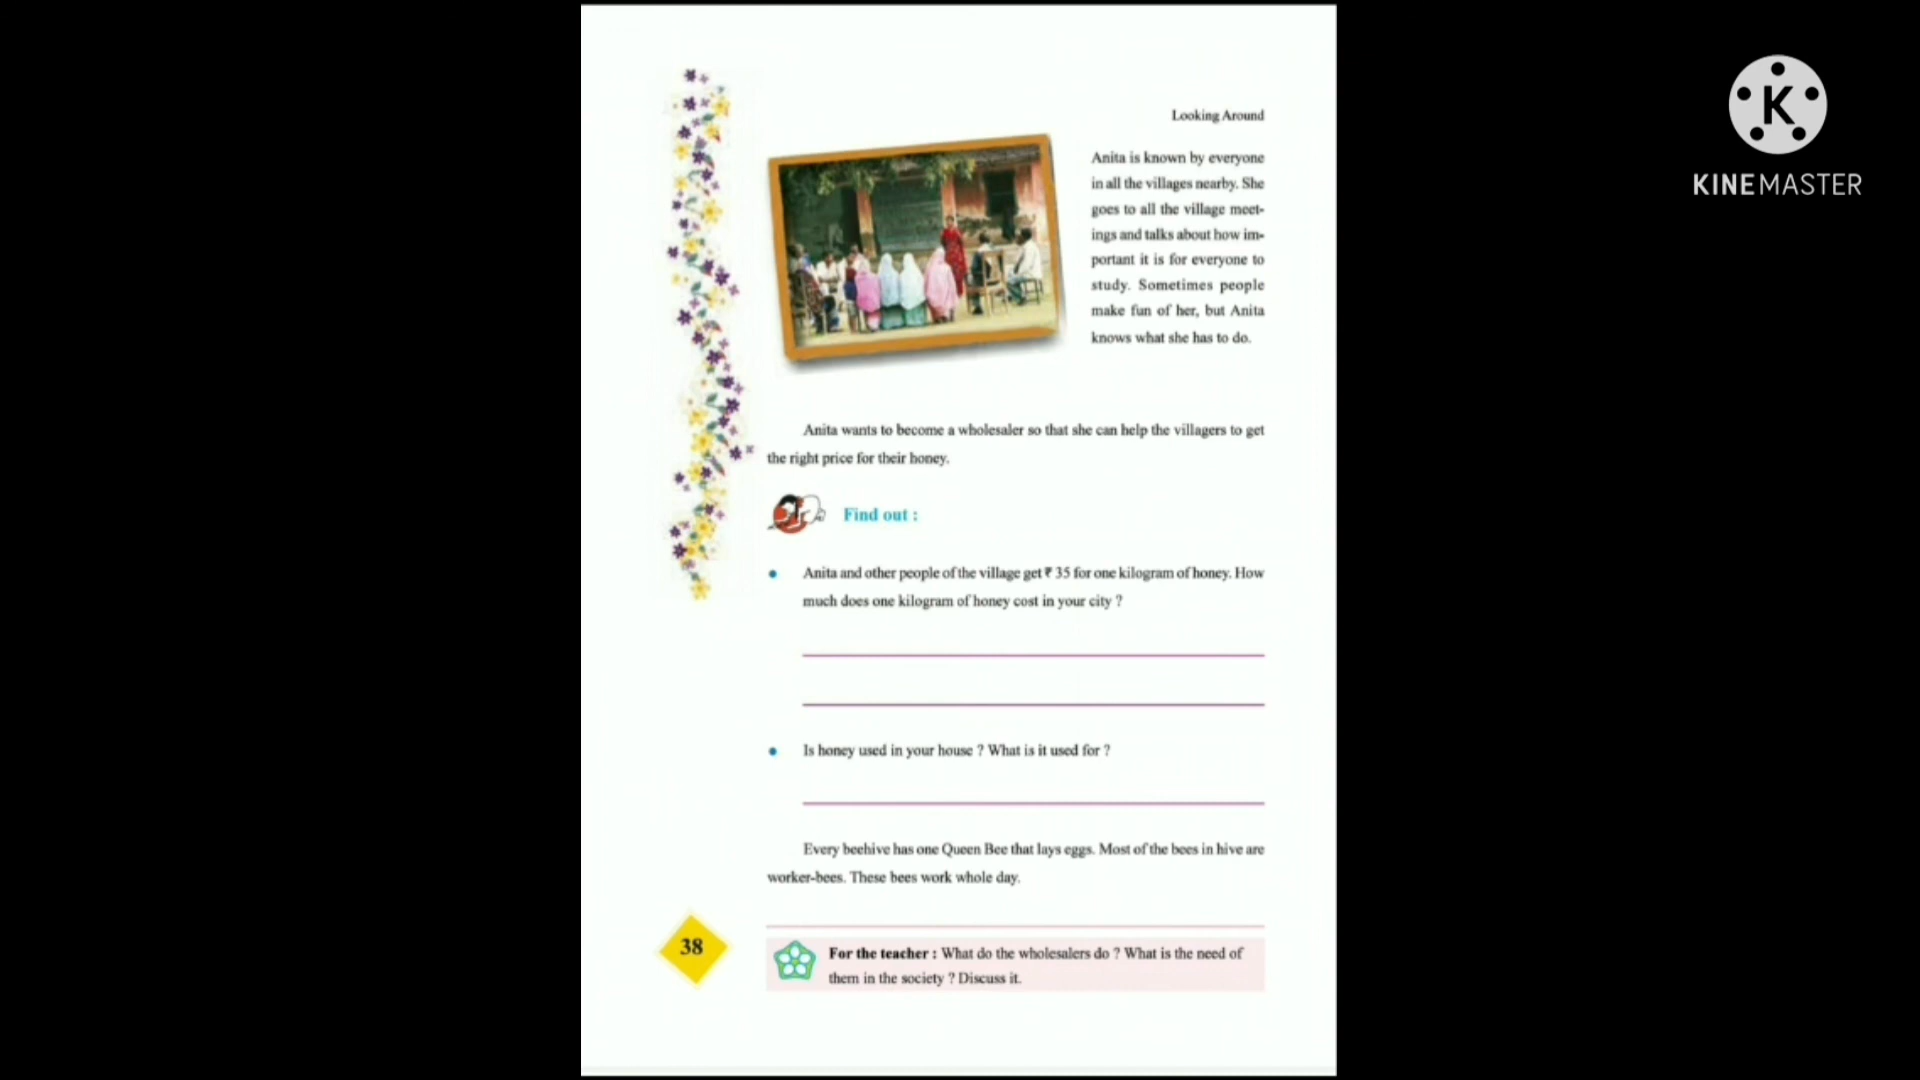 Looking Around
Anita is known by everyone
in all the villages nearby. She
goes to all the village meet-
ings and talks about how im-
portant it is for everyone to
study. Sometimes people
make fun of her, but Anita
knows what she has to do.
Anita wants to become a wholesaler so that she can help the villagers to get
the right price for their honey.
Find out :
• Anita and other people of the village get ₹ 35 for one kilogram of honey. How
much does one kilogram of honey cost in your city ?
• Is honey used in your house ? What is it used for ?
Every beehive has one Queen Bee that lays eggs. Most of the bees in hive are
worker-bees. These bees work whole day.
38
For the teacher : What do the wholesalers do ? What is the need of
them in the society ? Discuss it.
K
KINEMASTER